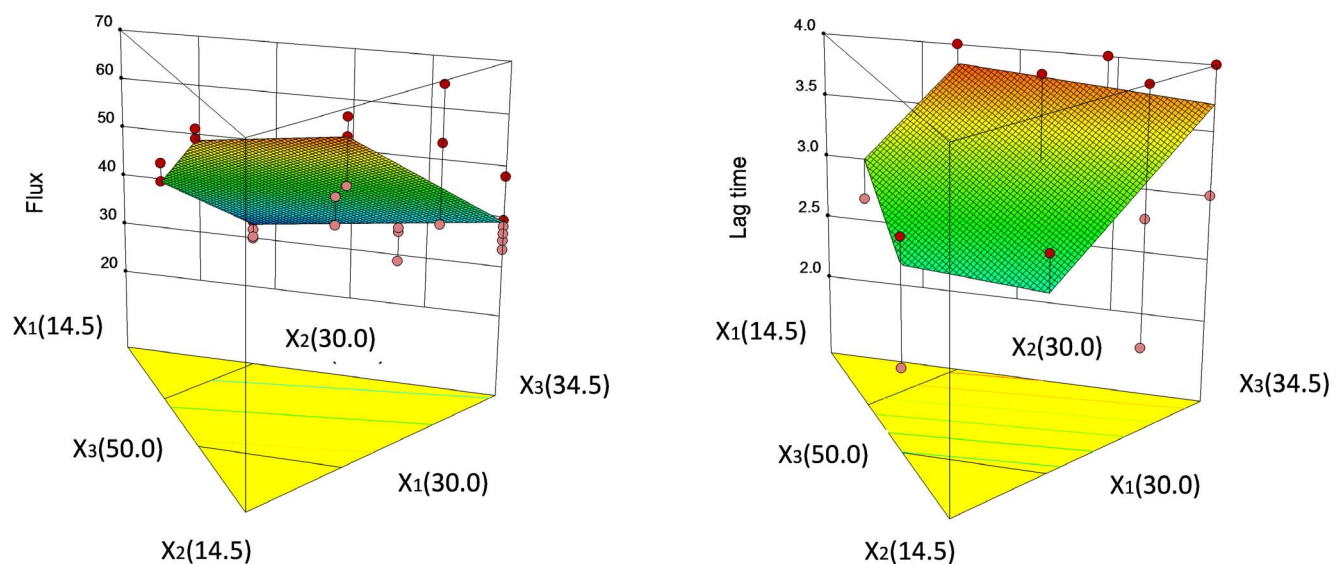 70
60
50
40
30
20
Flux
X1(14.5)
X2(30.0)
X3(34.5)
X3(50.0)
X1(30.0)
X2(14.5)
4.0
3.5
3.0
2.5
2.0
Lag time
X1(14.5)
X2(30.0)
X3(34.5)
X3(50.0)
X1(30.0)
X2(14.5)